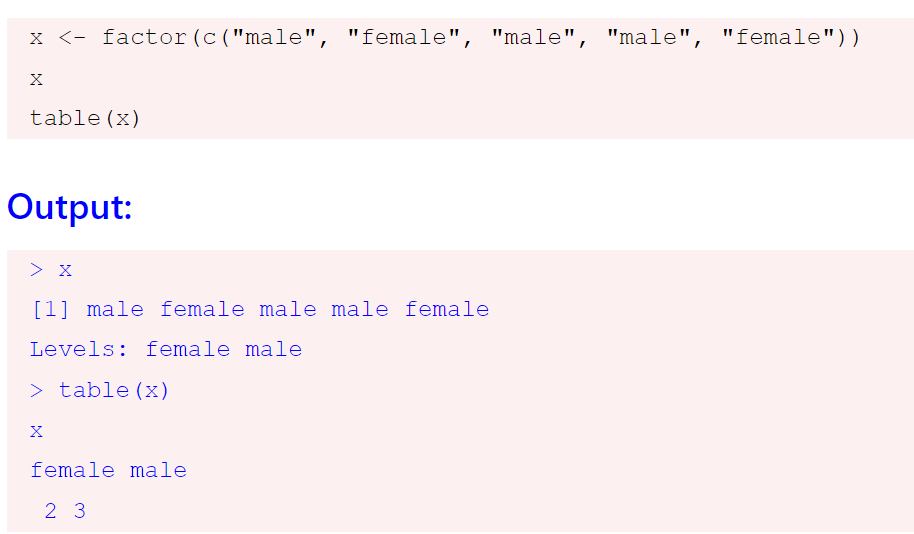 x <- factor(c("male", "female", "male", "male", "female"))
x
table(x)
Output:
> x
[1] male female male male female
Levels: female male
> table(x)
x
female male
2 3